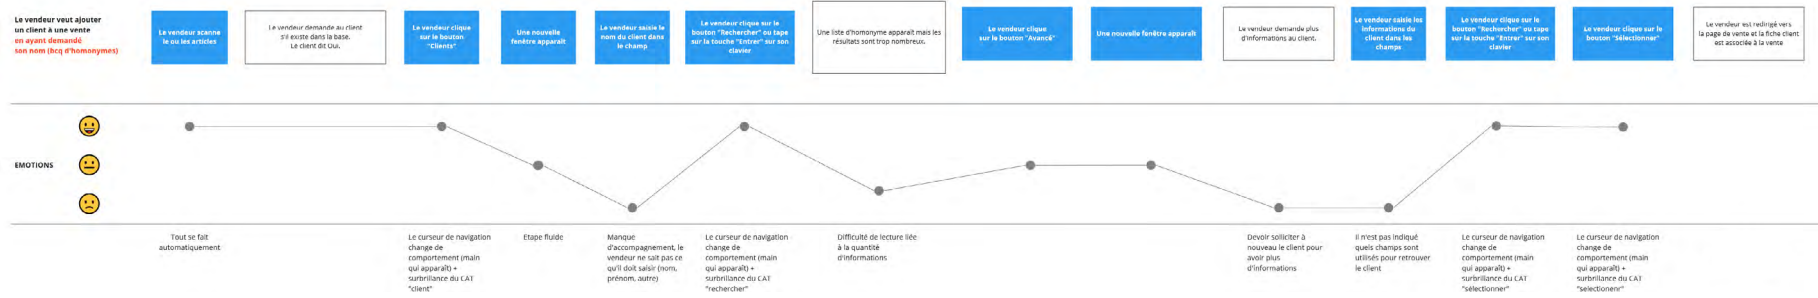 Le vendeur veut ajouter
un client à une vente
en ayant demandé
son nom (bcq d'homonymes)
Le vendeur scanne
le ou les articles
Le vendeur demande au client
s'il existe dans la base.
Le client dit Oui.
Le vendeur clique
sur le bouton
"Clients"
Une nouvelle
fenêtre apparaît
Le vendeur saisie le
nom du client dans
le champ
Le vendeur clique sur le
bouton "Rechercher" ou tape
sur la touche "Entrer" sur son
clavier
Une liste d'homonyme apparaît mais les
résultats sont trop nombreux.
Le vendeur clique
sur le bouton "Avancé"
Une nouvelle fenêtre apparaît
Le vendeur demande plus
d'informations au client.
Le vendeur saisie les
informations du
client dans les
champs
Le vendeur clique sur le
bouton "Rechercher" ou tape
sur la touche "Entrer" sur son
clavier
Le vendeur clique sur le
bouton "Sélectionner"
Le vendeur est redirigé vers
la page de vente et la fiche client
est associée à la vente
EMOTIONS
Tout se fait
automatiquement
Le curseur de navigation
change de
comportement (main
qui apparaît) +
surbrillance du CAT
"client"
Etape fluide
Manque
d'accompagnement, le
vendeur ne sait pas ce
qu'il doit saisir (nom,
prénom, autre)
Le curseur de navigation
change de
comportement (main
qui apparaît) +
surbrillance du CAT
"rechercher"
Difficulté de lecture liée
à la quantité
d'informations
Devoir solliciter à
nouveau le client pour
avoir plus
d'informations
Il n'est pas indiqué
quels champs sont
utilisés pour retrouver
le client
Le curseur de navigation
change de
comportement (main
qui apparaît) +
surbrillance du CAT
"sélectionner"
Le curseur de navigation
change de
comportement (main
qui apparaît) +
surbrillance du CAT
"selectionenr"